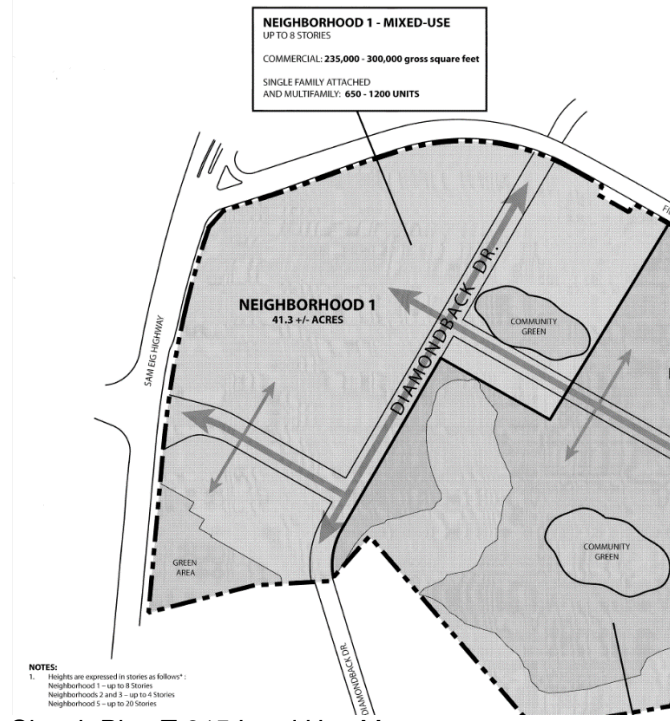 NEIGHBORHOOD 1 - MIXED-USE
UP TO 8 STORIES
COMMERCIAL: 235,000 - 300,000 gross square feet
SINGLE FAMILY ATTACHED
AND MULTIFAMILY: 650 - 1200 UNITS
NEIGHBORHOOD 1
41.3 +/- ACRES
DIAMONDBACK DR.
COMMUNITY
GREEN
SAM EIG HIGHWAY
COMMUNITY
GREEN
GREEN
AREA
DIAMONDBACK DR.
NOTES:
1. Heights are expressed in stories as follows* :
Neighborhood 1 – up to 8 Stories
Neighborhoods 2 and 3 – up to 4 Stories
Neighborhood 5 – up to 20 Stories